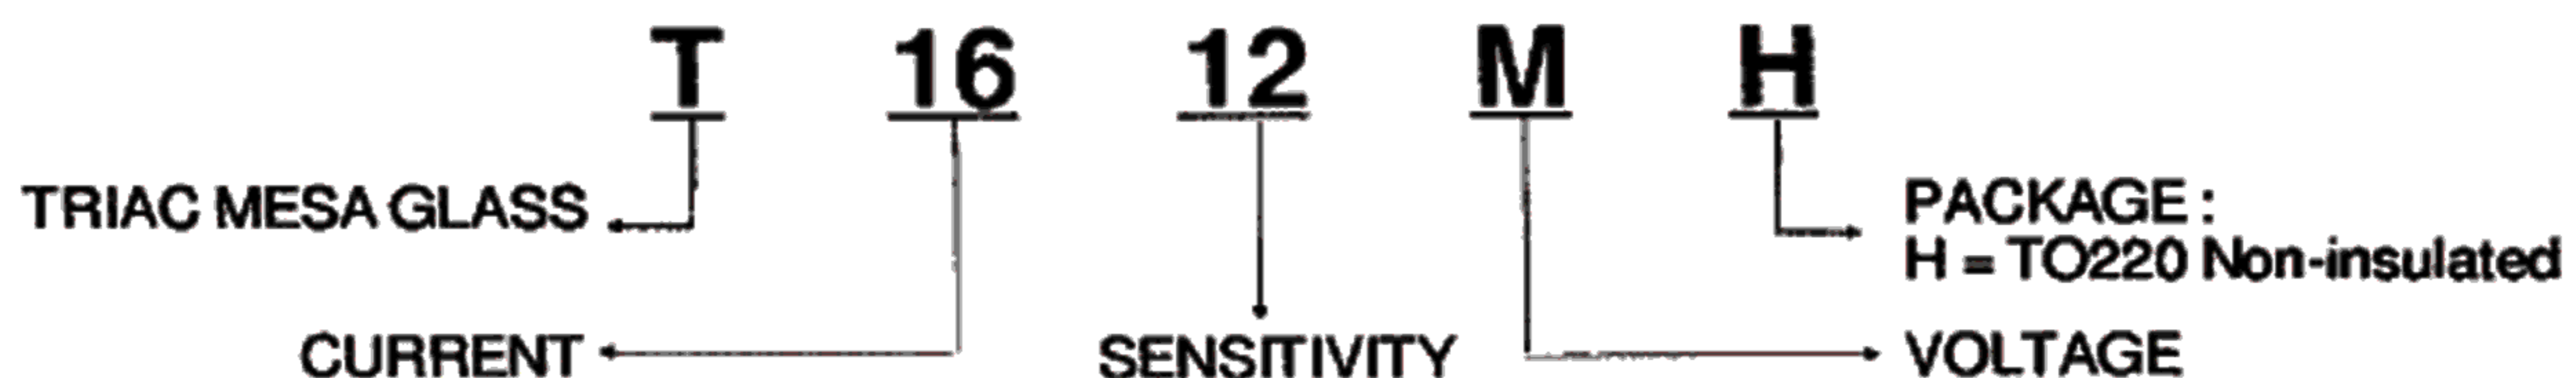 T 16 12 M H
TRIAC MESA GLASS
PACKAGE :
H = TO220 Non-insulated
CURRENT
SENSITIVITY
VOLTAGE